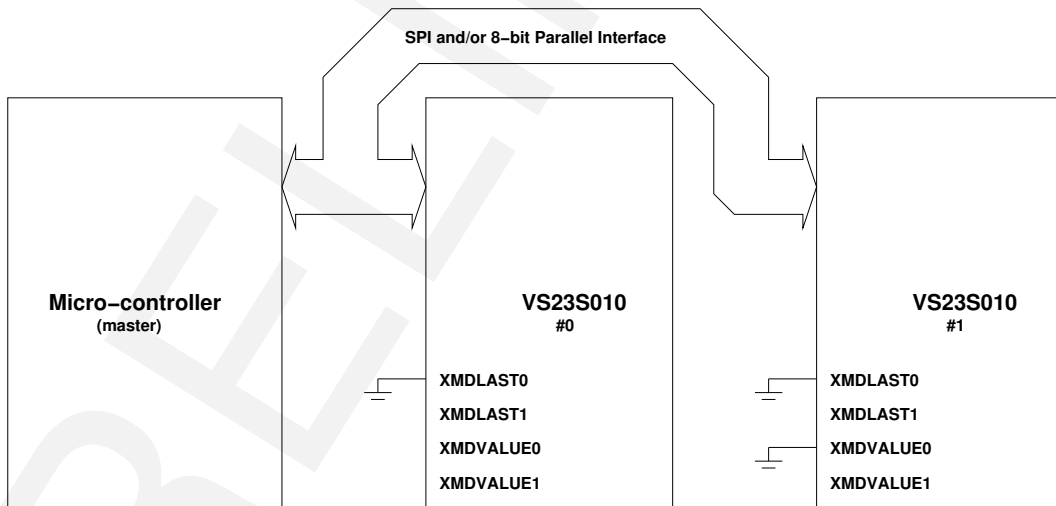 SPI and/or 8−bit Parallel Interface
Micro−controller
(master)
VS23S010
#0
XMDLAST0
XMDLAST1
XMDVALUE0
XMDVALUE1
VS23S010
#1
XMDLAST0
XMDLAST1
XMDVALUE0
XMDVALUE1